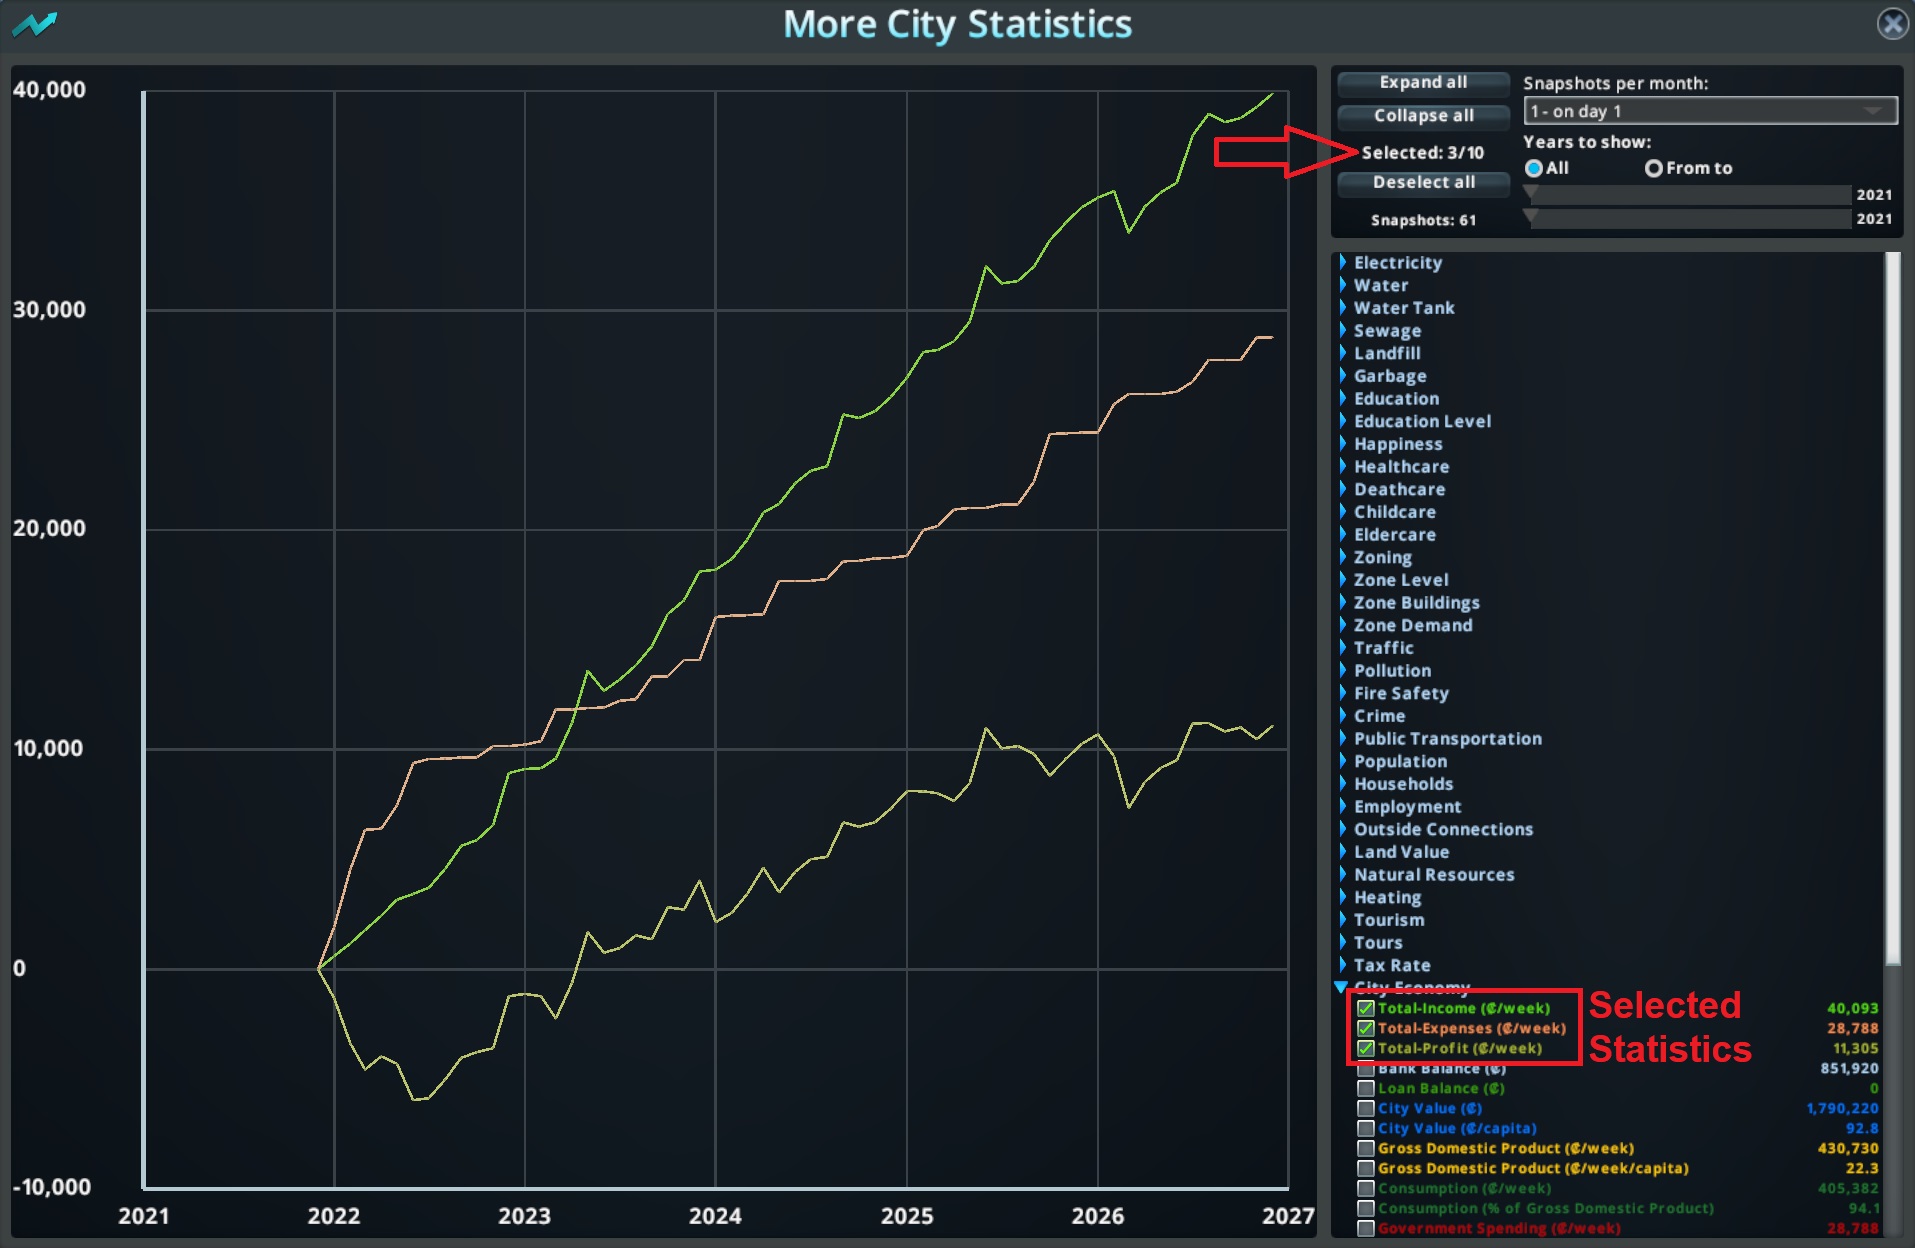 More City Statistics
40,000
30,000
20,000
10,000
0
-10,000
2021 2022 2023 2024 2025 2026 2027
Expand all
Collapse all
Selected: 3/10
Deselect all
Snapshots: 61
Snapshots per month:
1 - on day 1
Years to show:
All From to
2021
2021
Electricity
Water
Water Tank
Sewage
Landfill
Garbage
Education
Education Level
Happiness
Healthcare
Deathcare
Childcare
Eldercare
Zoning
Zone Level
Zone Buildings
Zone Demand
Traffic
Pollution
Fire Safety
Crime
Public Transportation
Population
Households
Employment
Outside Connections
Land Value
Natural Resources
Heating
Tourism
Tours
Tax Rate
City Economy
Total-Income (₡/week) 40,093
Total-Expenses (₡/week) 28,788
Total-Profit (₡/week) 11,305
Selected
Statistics
Bank Balance (₡) 851,920
Loan Balance (₡) 0
City Value (₡) 1,790,220
City Value (₡/capita) 92.8
Gross Domestic Product (₡/week) 430,730
Gross Domestic Product (₡/week/capita) 22.3
Consumption (₡/week) 405,382
Consumption (% of Gross Domestic Product) 94.1
Government Spending (₡/week) 28,788